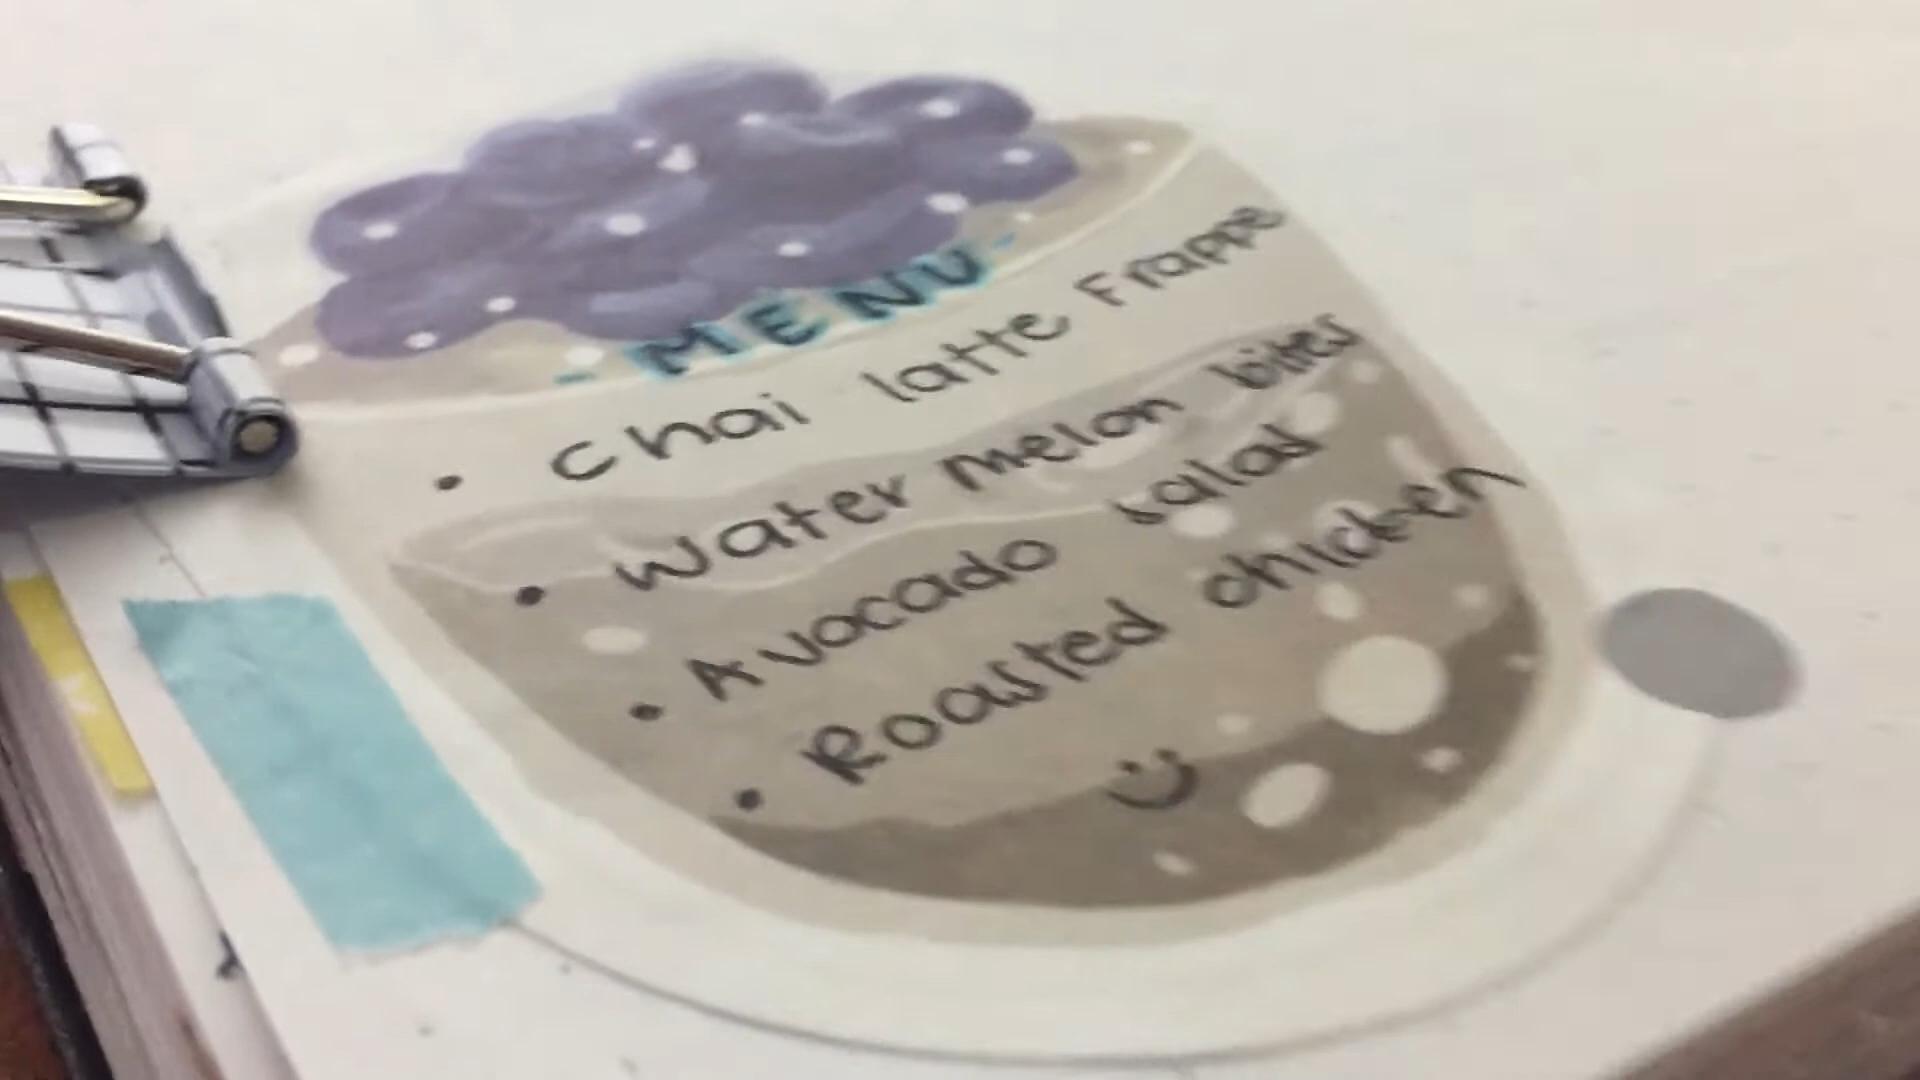 - MENU -
• Chai latte Frappe
• Water melon bites
• Avocado salad
• Roasted chicken